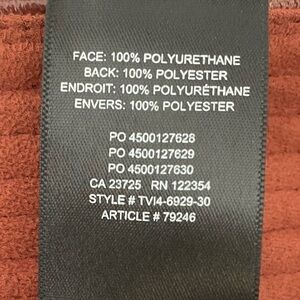 FACE: 100% POLYURETHANE
BACK: 100% POLYESTER
ENDROIT: 100% POLYURÉTHANE
ENVERS: 100% POLYESTER
PO 4500127628
PO 4500127629
PO 4500127630
CA 23725 RN 122354
STYLE # TVI4-6929-30
ARTICLE # 79246